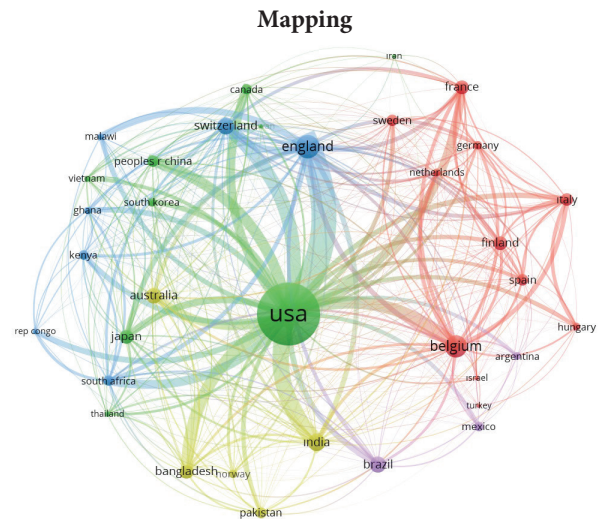 Mapping
iran
canada
france
switzerland
sweden
malawi
england
germany
peoples r china
netherlands
vietnam
south korea
italy
ghana
finland
kenya
spain
australia
usa
rep congo
japan
hungary
belgium
argentina
south africa
israel
thailand
turkey
mexico
india
brazil
bangladesh
norway
pakistan